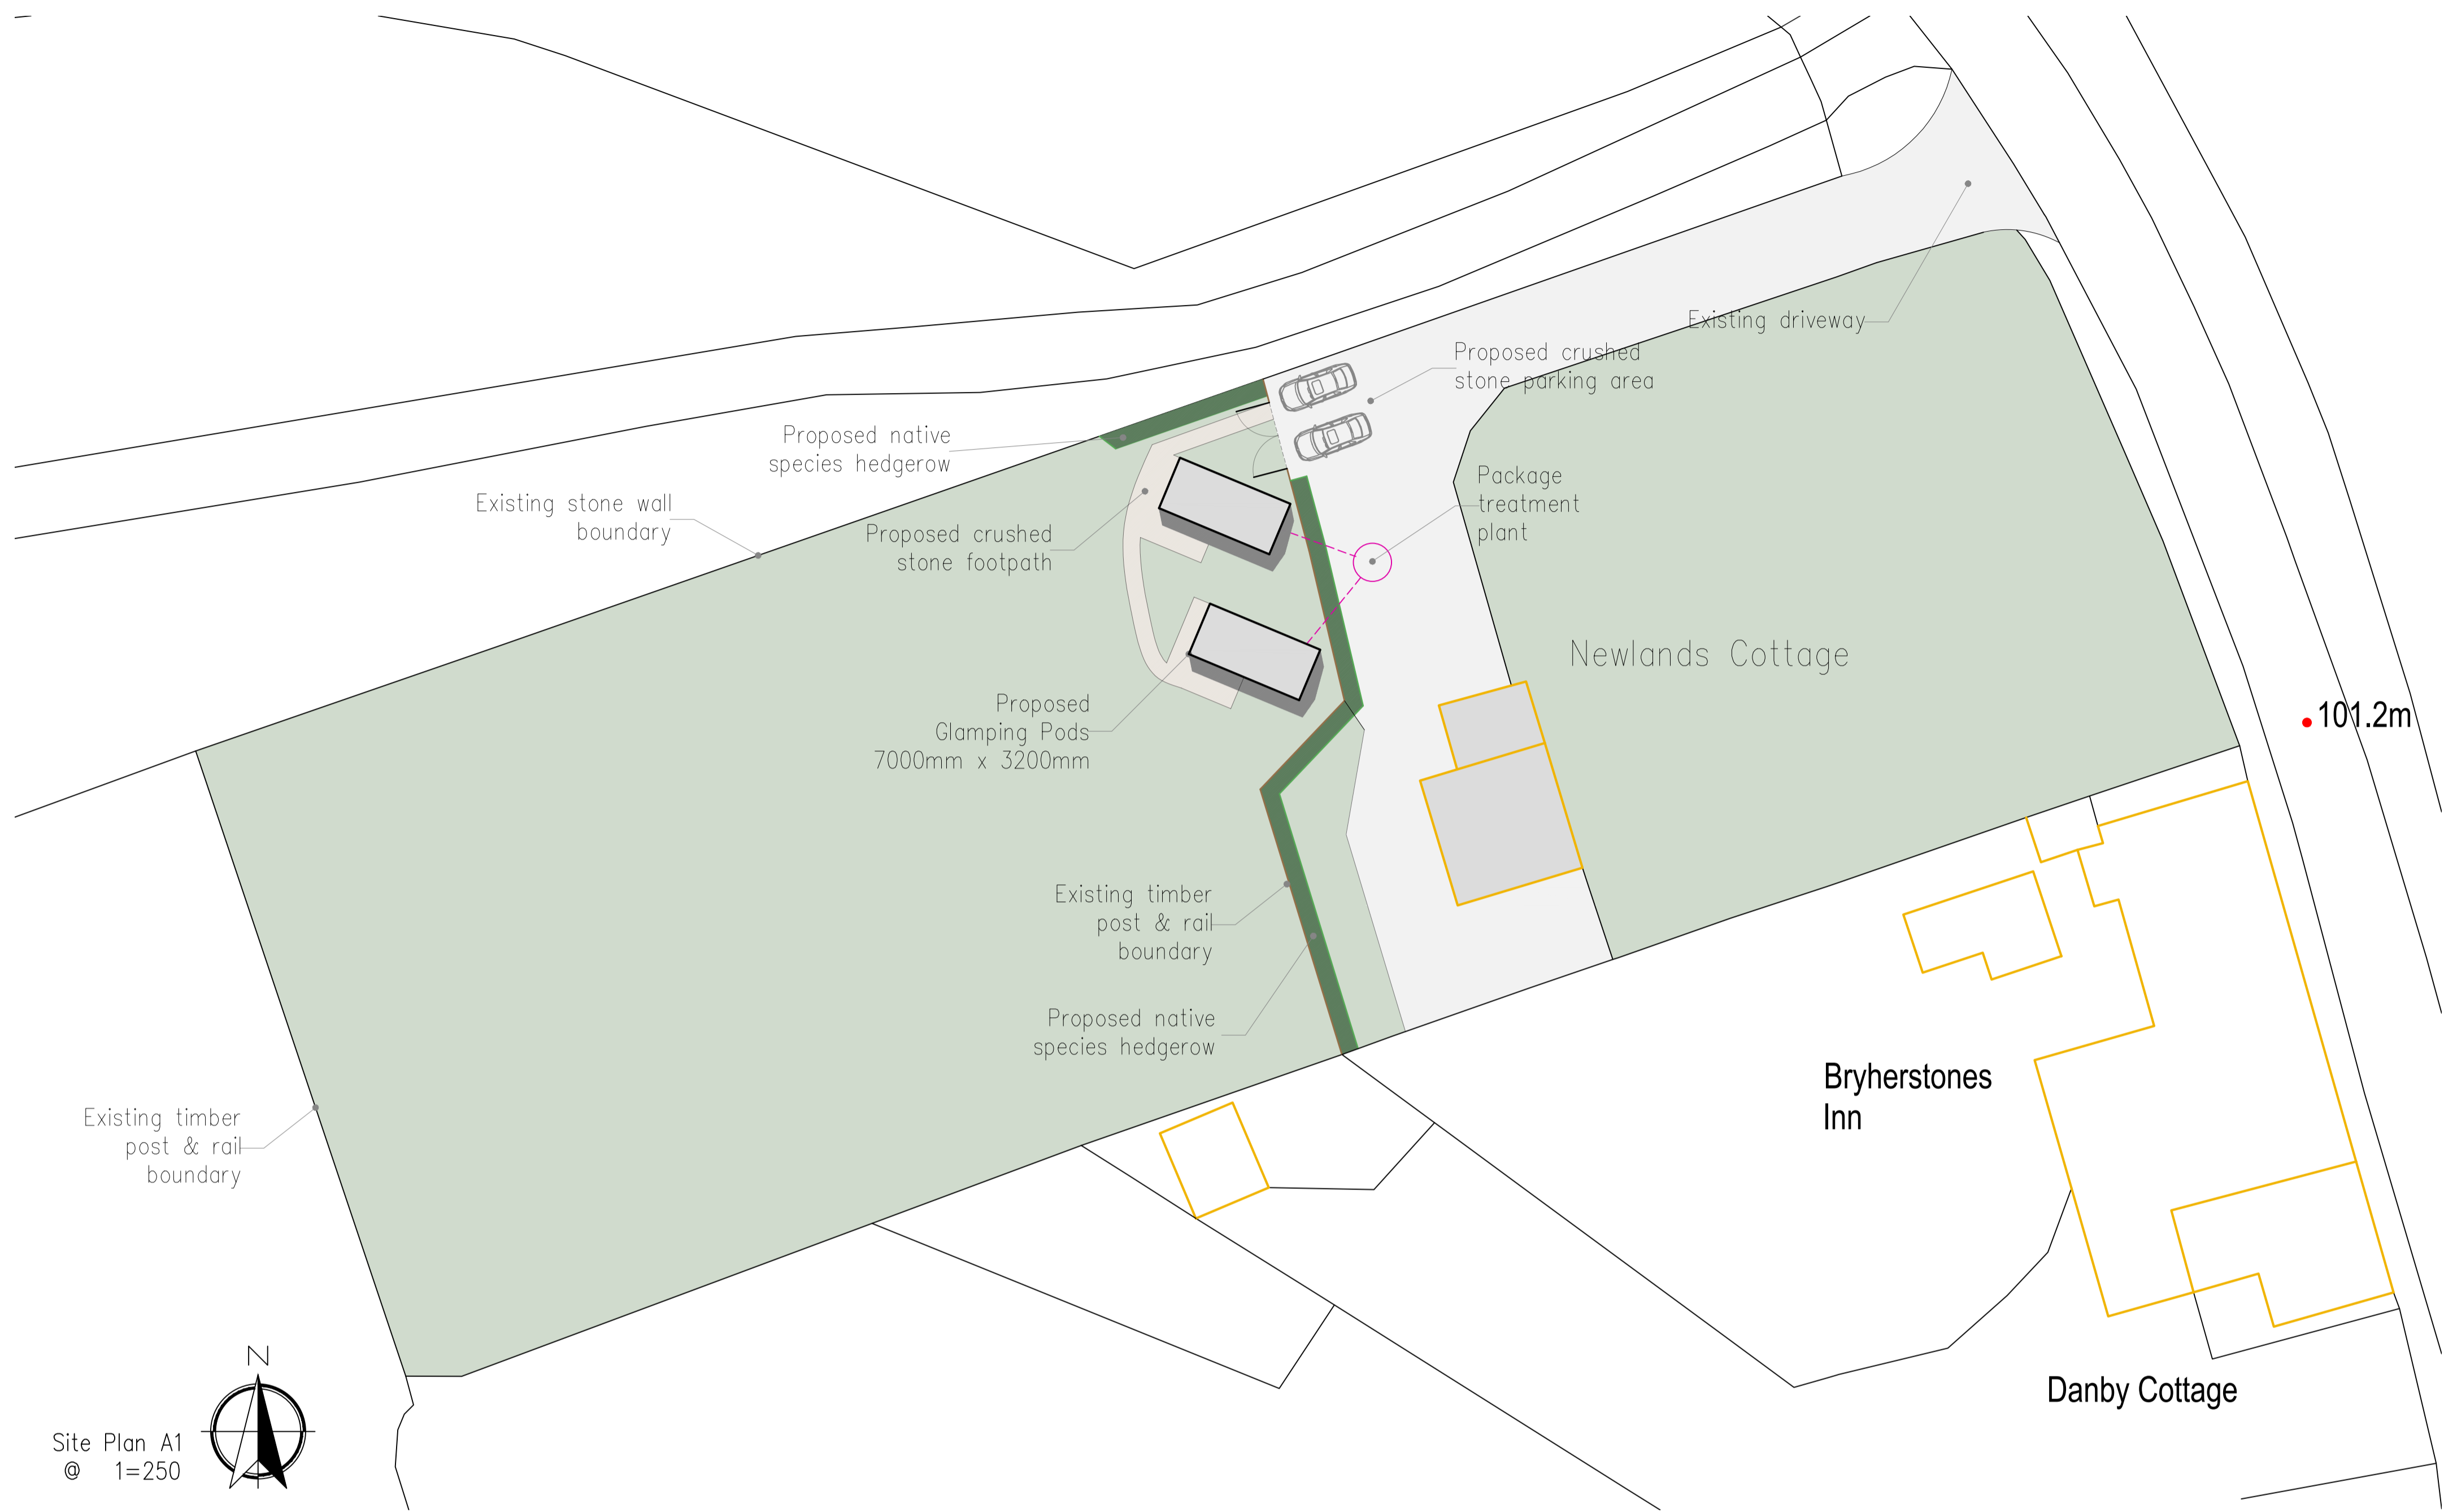 Existing driveway
Proposed crushed
stone parking area
Proposed native
species hedgerow
Package
treatment
plant
Existing stone wall
boundary
Proposed crushed
stone footpath
Newlands Cottage
101.2m
Proposed
Glamping Pods
7000mm x 3200mm
Existing timber
post & rail
boundary
Proposed native
species hedgerow
Bryherstones
Inn
Existing timber
post & rail
boundary
Danby Cottage
N
Site Plan A1
@ 1=250